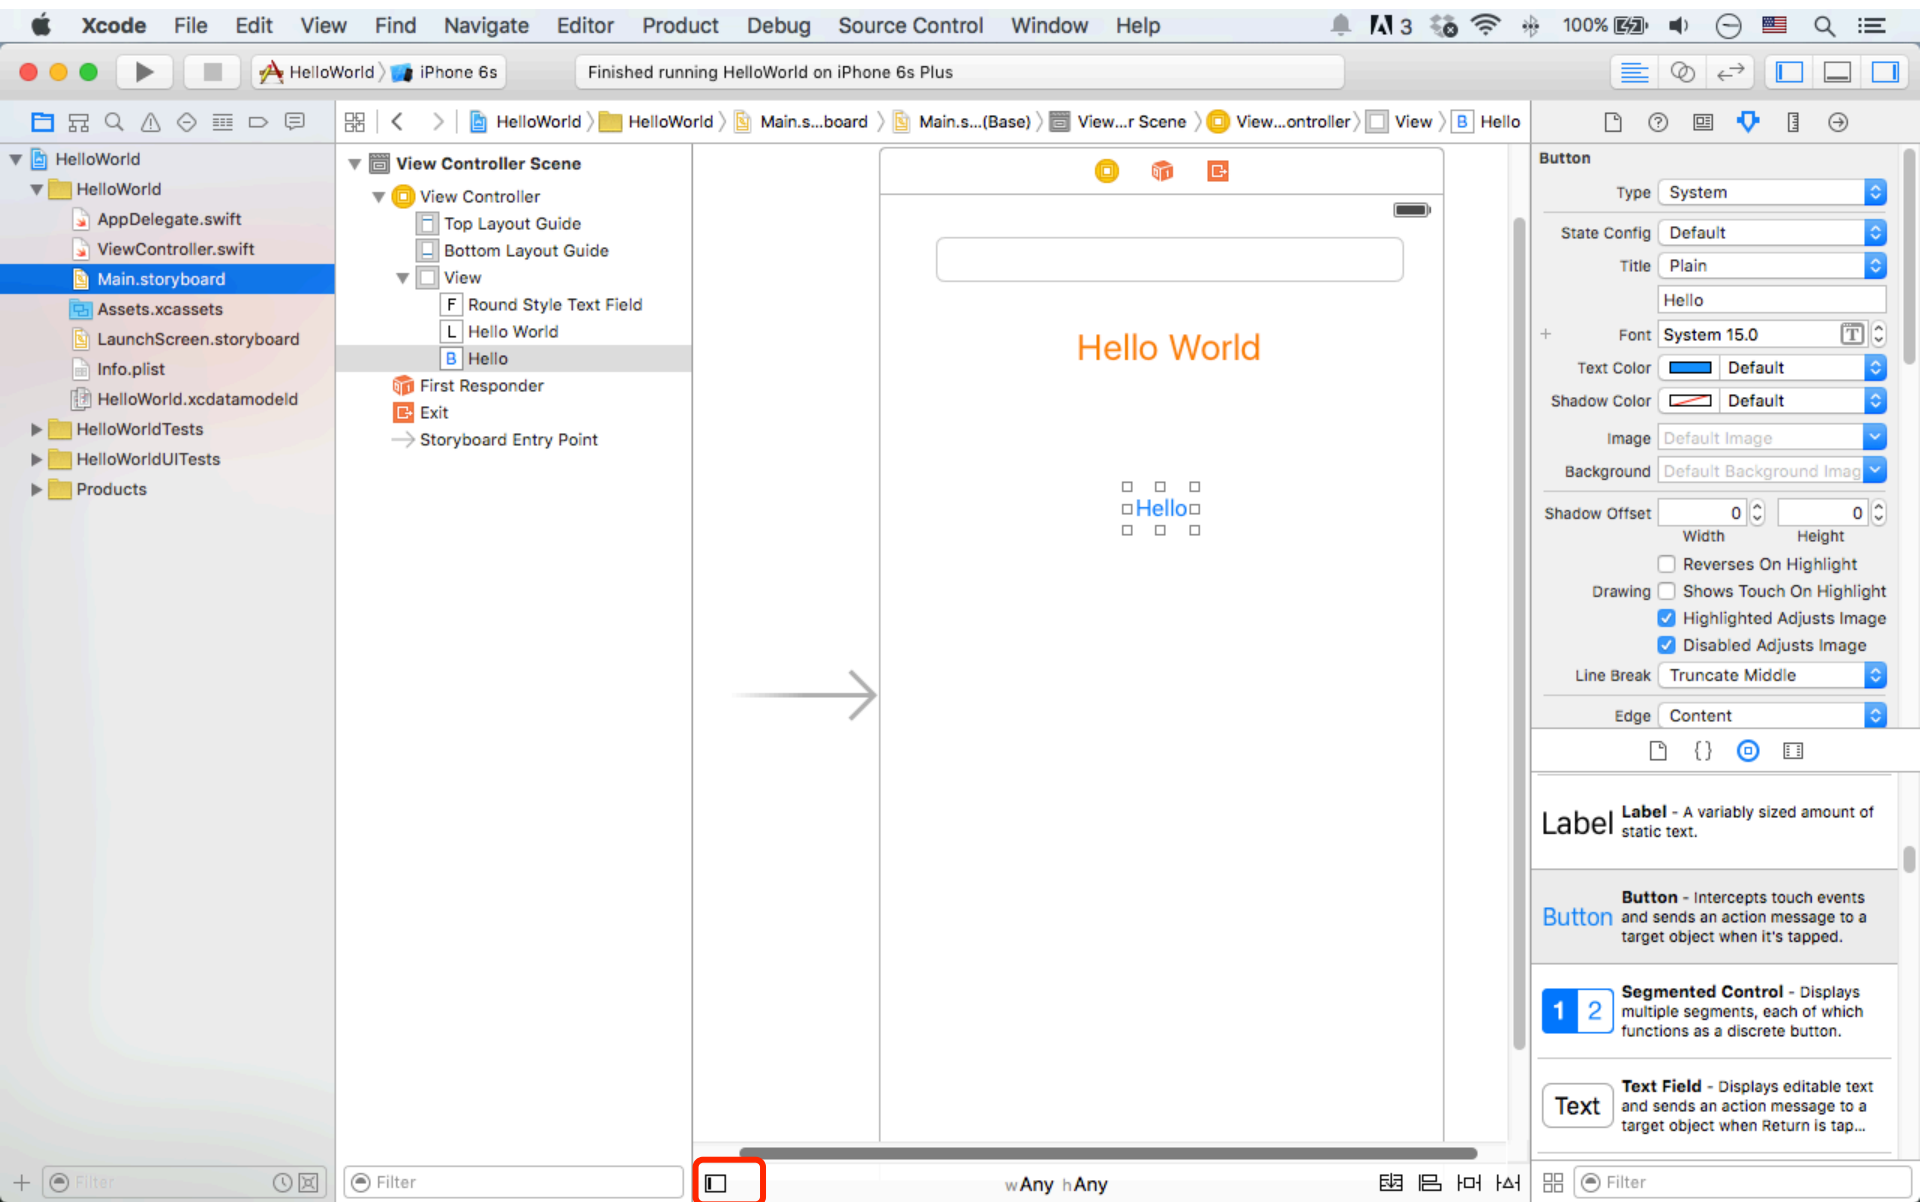 Xcode File Edit View Find Navigate Editor Product Debug Source Control Window Help 3 100%
HelloWorld iPhone 6s Finished running HelloWorld on iPhone 6s Plus
HelloWorld HelloWorld Main.s...board Main.s...(Base) View...r Scene View...ontroller View B Hello
HelloWorld
HelloWorld
AppDelegate.swift
ViewController.swift
Main.storyboard
Assets.xcassets
LaunchScreen.storyboard
Info.plist
HelloWorld.xcdatamodeld
HelloWorldTests
HelloWorldUITests
Products
Filter
View Controller Scene
View Controller
Top Layout Guide
Bottom Layout Guide
View
F Round Style Text Field
L Hello World
B Hello
First Responder
Exit
Storyboard Entry Point
Filter
Hello World
Hello
wAny hAny
Button
Type System
State Config Default
Title Plain
Hello
Font System 15.0 T
Text Color Default
Shadow Color Default
Image Default Image
Background Default Background Imag
Shadow Offset 0 0
Width Height
Reverses On Highlight
Drawing Shows Touch On Highlight
Highlighted Adjusts Image
Disabled Adjusts Image
Line Break Truncate Middle
Edge Content
Label
Label - A variably sized amount of
static text.
Button
Button - Intercepts touch events
and sends an action message to a
target object when it's tapped.
1 2
Segmented Control - Displays
multiple segments, each of which
functions as a discrete button.
Text
Text Field - Displays editable text
and sends an action message to a
target object when Return is tap...
Filter